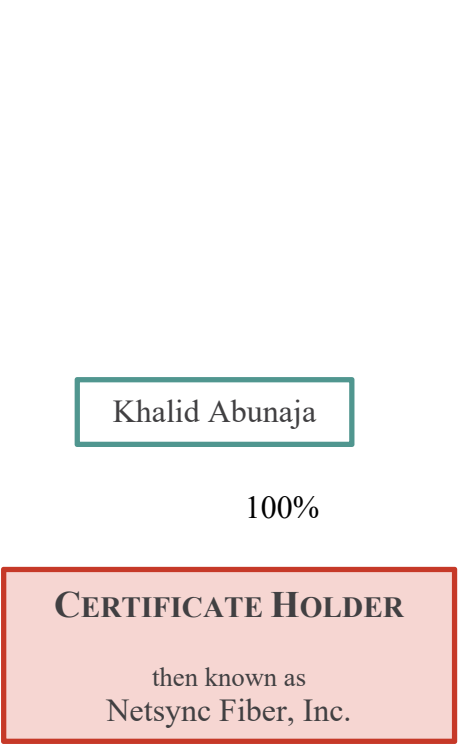 Khalid Abunaja
100%
CERTIFICATE HOLDER
then known as
Netsync Fiber, Inc.